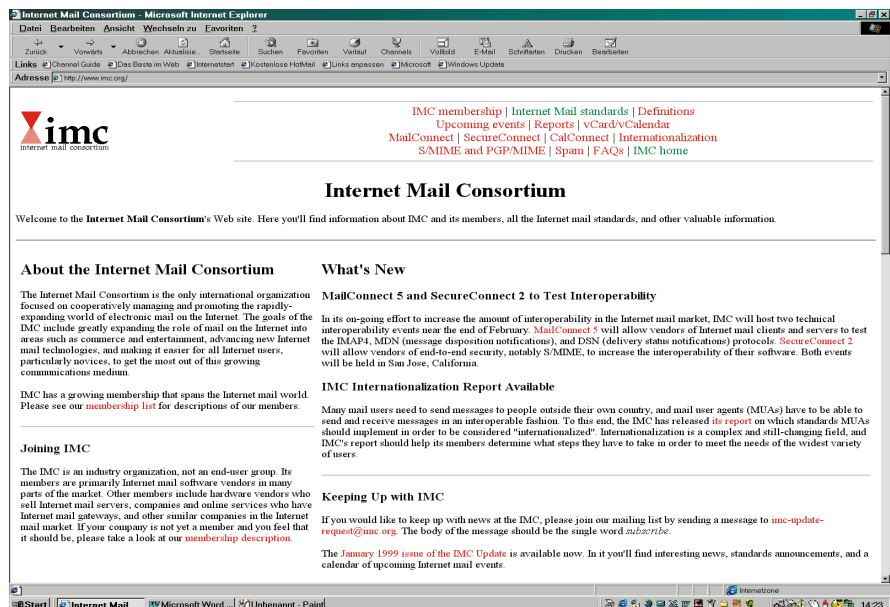 Internet Mail Consortium - Microsoft Internet Explorer
Datei Bearbeiten Ansicht Wechseln zu Favoriten ?
Zurück Vorwärts Abbrechen Aktualisie... Startseite Suchen Favoriten Verlauf Channels Vollbild E-Mail Schriftarten Drucken Bearbeiten
Links Channel Guide Das Beste im Web Internetstart Kostenlose HotMail Links anpassen Microsoft Windows Update
Adresse http://www.imc.org/
imc
internet mail consortium
IMC membership | Internet Mail standards | Definitions
Upcoming events | Reports | vCard/vCalendar
MailConnect | SecureConnect | CalConnect | Internationalization
S/MIME and PGP/MIME | Spam | FAQs | IMC home
Internet Mail Consortium
Welcome to the Internet Mail Consortium's Web site. Here you'll find information about IMC and its members, all the Internet mail standards, and other valuable information.
About the Internet Mail Consortium
The Internet Mail Consortium is the only international organization
focused on cooperatively managing and promoting the rapidly-
expanding world of electronic mail on the Internet. The goals of the
IMC include greatly expanding the role of mail on the Internet into
areas such as commerce and entertainment, advancing new Internet
mail technologies, and making it easier for all Internet users,
particularly novices, to get the most out of this growing
communications medium.
IMC has a growing membership that spans the Internet mail world.
Please see our membership list for descriptions of our members.
Joining IMC
The IMC is an industry organization, not an end-user group. Its
members are primarily Internet mail software vendors in many
parts of the market. Other members include hardware vendors who
sell Internet mail servers, companies and online services who have
Internet mail gateways, and other similar companies in the Internet
mail market. If your company is not yet a member and you feel that
it should be, please take a look at our membership description.
What's New
MailConnect 5 and SecureConnect 2 to Test Interoperability
In its on-going effort to increase the amount of interoperability in the Internet mail market, IMC will host two technical
interoperability events near the end of February. MailConnect 5 will allow vendors of Internet mail clients and servers to test
the IMAP4, MDN (message disposition notifications), and DSN (delivery status notifications) protocols. SecureConnect 2
will allow vendors of end-to-end security, notably S/MIME, to increase the interoperability of their software. Both events
will be held in San Jose, California.
IMC Internationalization Report Available
Many mail users need to send messages to people outside their own country, and mail user agents (MUAs) have to be able to
send and receive messages in an interoperable fashion. To this end, the IMC has released its report on which standards MUAs
should implement in order to be considered "internationalized". Internationalization is a complex and still-changing field, and
IMC's report should help its members determine what steps they have to take in order to meet the needs of the widest variety
of users.
Keeping Up with IMC
If you would like to keep up with news at the IMC, please join our mailing list by sending a message to imc-update-
request@imc.org. The body of the message should be the single word subscribe.
The January 1999 issue of the IMC Update is available now. In it you'll find interesting news, standards announcements, and a
calendar of upcoming Internet mail events.
Internetzone
Start Internet Mail ... Microsoft Word ... Unbenannt - Paint 14:23